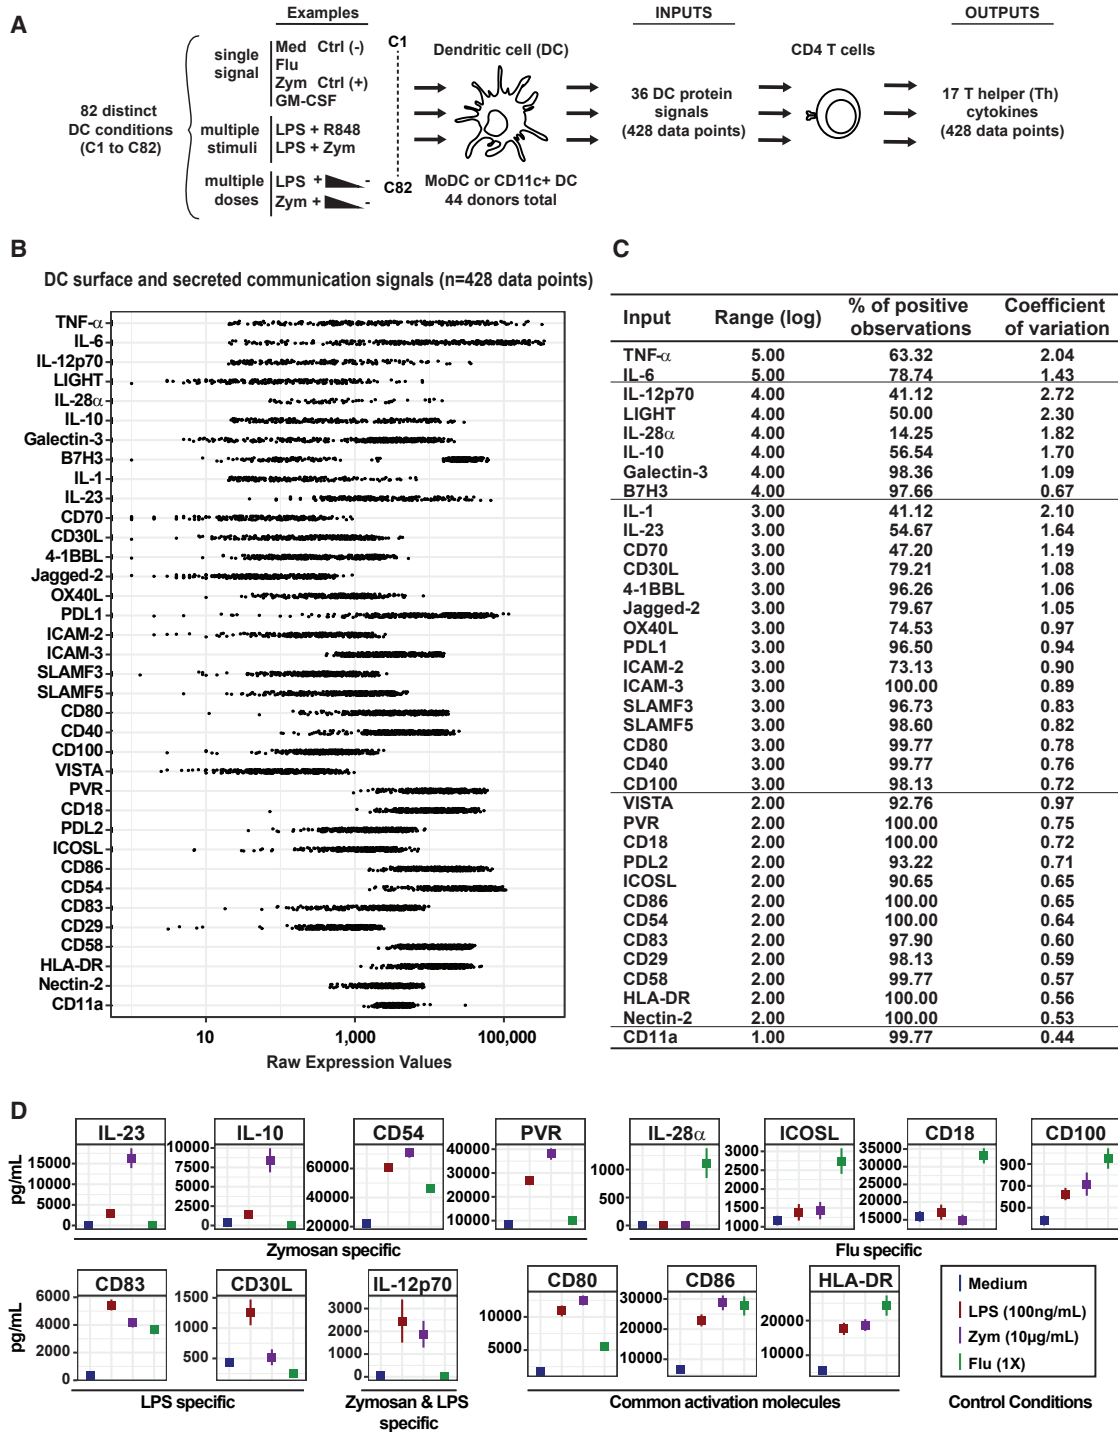 A
Examples
INPUTS
OUTPUTS
single signal
Med Ctrl (-)
Flu
Zym Ctrl (+)
GM-CSF
82 distinct
DC conditions
(C1 to C82)
multiple stimuli
LPS + R848
LPS + Zym
multiple doses
LPS + -
Zym + -
C1
C82
Dendritic cell (DC)
MoDC or CD11c+ DC
44 donors total
36 DC protein
signals
(428 data points)
CD4 T cells
17 T helper (Th)
cytokines
(428 data points)
B
DC surface and secreted communication signals (n=428 data points)
TNF-α
IL-6
IL-12p70
LIGHT
IL-28α
IL-10
Galectin-3
B7H3
IL-1
IL-23
CD70
CD30L
4-1BBL
Jagged-2
OX40L
PDL1
ICAM-2
ICAM-3
SLAMF3
SLAMF5
CD80
CD40
CD100
VISTA
PVR
CD18
PDL2
ICOSL
CD86
CD54
CD83
CD29
CD58
HLA-DR
Nectin-2
CD11a
10 1,000 100,000
Raw Expression Values
C
Input Range (log) % of positive observations Coefficient of variation
TNF-α 5.00 63.32 2.04
IL-6 5.00 78.74 1.43
IL-12p70 4.00 41.12 2.72
LIGHT 4.00 50.00 2.30
IL-28α 4.00 14.25 1.82
IL-10 4.00 56.54 1.70
Galectin-3 4.00 98.36 1.09
B7H3 4.00 97.66 0.67
IL-1 3.00 41.12 2.10
IL-23 3.00 54.67 1.64
CD70 3.00 47.20 1.19
CD30L 3.00 79.21 1.08
4-1BBL 3.00 96.26 1.06
Jagged-2 3.00 79.67 1.05
OX40L 3.00 74.53 0.97
PDL1 3.00 96.50 0.94
ICAM-2 3.00 73.13 0.90
ICAM-3 3.00 100.00 0.89
SLAMF3 3.00 96.73 0.83
SLAMF5 3.00 98.60 0.82
CD80 3.00 99.77 0.78
CD40 3.00 99.77 0.76
CD100 3.00 98.13 0.72
VISTA 2.00 92.76 0.97
PVR 2.00 100.00 0.75
CD18 2.00 100.00 0.72
PDL2 2.00 93.22 0.71
ICOSL 2.00 90.65 0.65
CD86 2.00 100.00 0.65
CD54 2.00 100.00 0.64
CD83 2.00 97.90 0.60
CD29 2.00 98.13 0.59
CD58 2.00 99.77 0.57
HLA-DR 2.00 100.00 0.56
Nectin-2 2.00 100.00 0.53
CD11a 1.00 99.77 0.44
D
pg/mL
IL-23
15000
10000
5000
0
IL-10
10000
7500
5000
2500
0
CD54
60000
40000
20000
PVR
40000
30000
20000
10000
Zymosan specific
IL-28α
1000
500
0
ICOSL
3000
2500
2000
1500
1000
CD18
35000
30000
25000
20000
15000
CD100
900
700
500
Flu specific
pg/mL
CD83
6000
4000
2000
0
CD30L
1500
1000
500
LPS specific
IL-12p70
3000
2000
1000
0
Zymosan & LPS
specific
CD80
10000
5000
CD86
30000
20000
10000
HLA-DR
20000
10000
Common activation molecules
Medium
LPS (100ng/mL)
Zym (10µg/mL)
Flu (1X)
Control Conditions